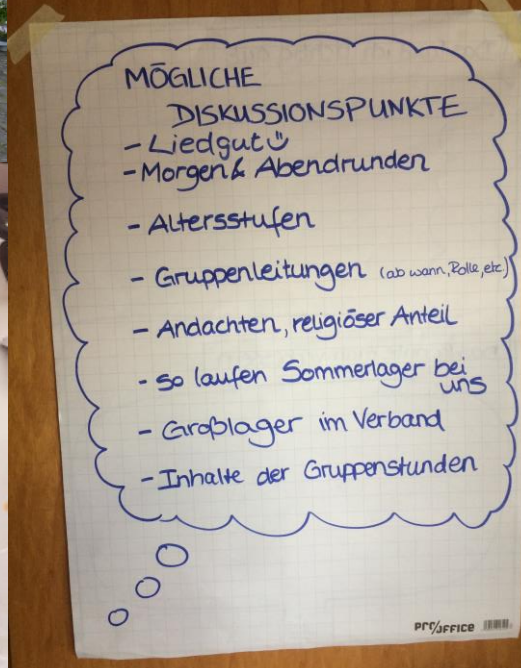 MÖGLICHE
DISKUSSIONSPUNKTE
- Liedgut
- Morgen & Abendrunden
- Altersstufen
- Gruppenleitungen (ab wann, Rolle, etc.)
- Andachten, religiöser Anteil
- so laufen Sommerlager bei
uns
- Großlager im Verband
- Inhalte der Gruppenstunden
PRO/OFFICE